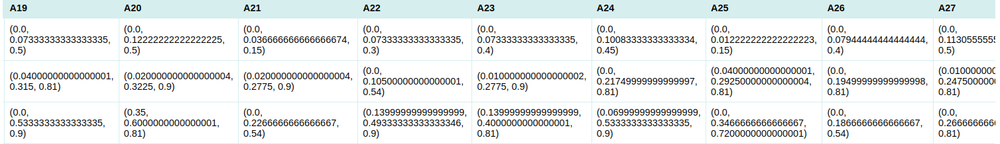 A19 A20 A21 A22 A23 A24 A25 A26 A27
(0.0, 0.07333333333333335, 0.5)
(0.0, 0.12222222222222225, 0.5)
(0.0, 0.036666666666666674, 0.15)
(0.0, 0.07333333333333335, 0.3)
(0.0, 0.07333333333333335, 0.4)
(0.0, 0.10083333333333334, 0.45)
(0.0, 0.012222222222222223, 0.15)
(0.0, 0.07944444444444444, 0.4)
(0.0, 0.1130555555 0.5)
(0.04000000000000001, 0.315, 0.81)
(0.020000000000000004, 0.3225, 0.9)
(0.020000000000000004, 0.2775, 0.9)
(0.0, 0.10500000000000001, 0.54)
(0.010000000000000002, 0.2775, 0.9)
(0.0, 0.21749999999999997, 0.81)
(0.04000000000000001, 0.29250000000000004, 0.81)
(0.0, 0.19499999999999998, 0.81)
(0.0100000000 0.2475000000 0.81)
(0.0, 0.5333333333333335, 0.9)
(0.35, 0.6000000000000001, 0.81)
(0.0, 0.2266666666666667, 0.54)
(0.13999999999999999, 0.49333333333333346, 0.9)
(0.13999999999999999, 0.4000000000000001, 0.81)
(0.06999999999999999, 0.5333333333333335, 0.9)
(0.0, 0.3466666666666667, 0.7200000000000001)
(0.0, 0.1866666666666667, 0.54)
(0.0, 0.2666666666 0.81)